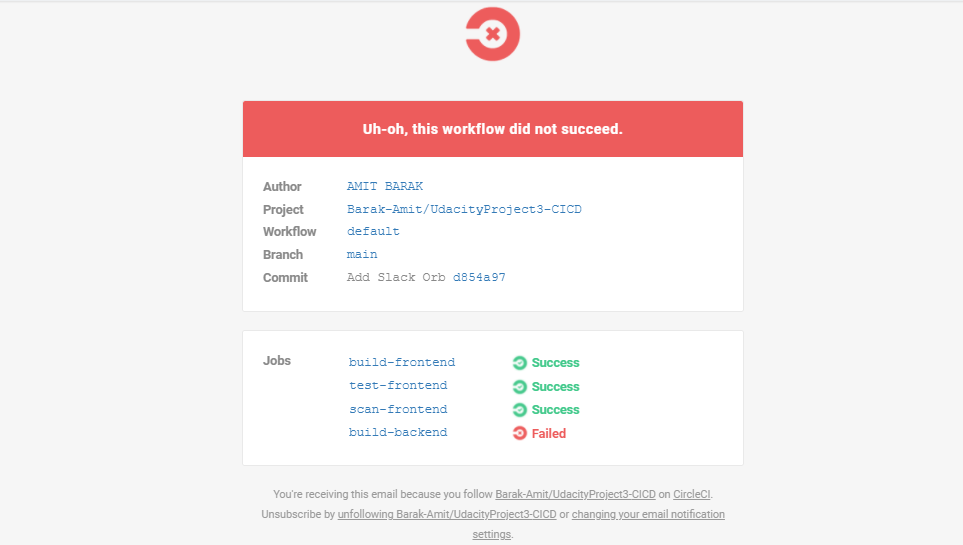 Uh-oh, this workflow did not succeed.
Author AMIT BARAK
Project Barak-Amit/UdacityProject3-CICD
Workflow default
Branch main
Commit Add Slack Orb d854a97
Jobs build-frontend Success
test-frontend Success
scan-frontend Success
build-backend Failed
You're receiving this email because you follow Barak-Amit/UdacityProject3-CICD on CircleCI.
Unsubscribe by unfollowing Barak-Amit/UdacityProject3-CICD or changing your email notification
settings.